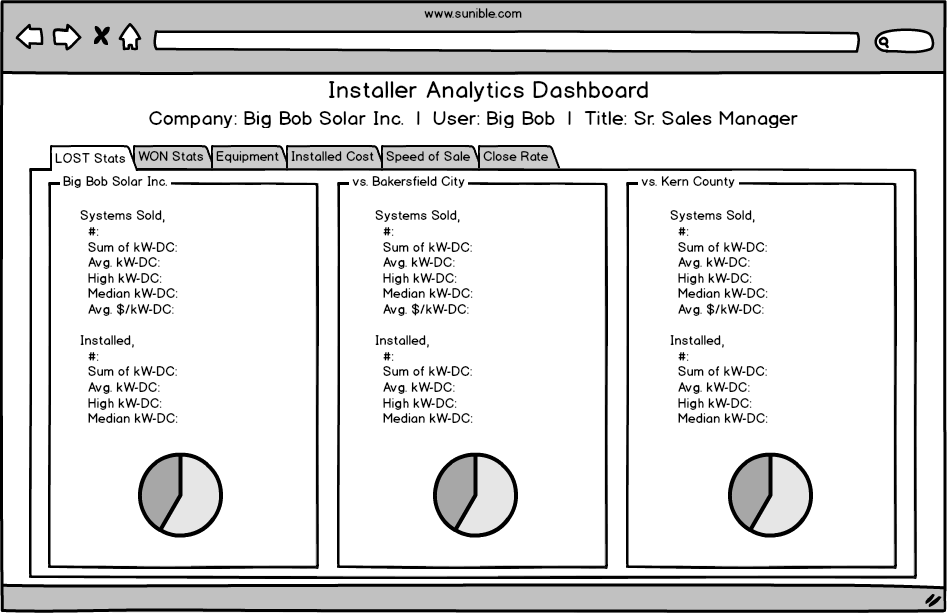 www.sunible.com
Installer Analytics Dashboard
Company: Big Bob Solar Inc. | User: Big Bob | Title: Sr. Sales Manager
LOST Stats WON Stats Equipment Installed Cost Speed of Sale Close Rate
Big Bob Solar Inc.
Systems Sold,
#:
Sum of kW-DC:
Avg. kW-DC:
High kW-DC:
Median kW-DC:
Avg. $/kW-DC:
Installed,
#:
Sum of kW-DC:
Avg. kW-DC:
High kW-DC:
Median kW-DC:
vs. Bakersfield City
Systems Sold,
#:
Sum of kW-DC:
Avg. kW-DC:
High kW-DC:
Median kW-DC:
Avg. $/kW-DC:
Installed,
#:
Sum of kW-DC:
Avg. kW-DC:
High kW-DC:
Median kW-DC:
vs. Kern County
Systems Sold,
#:
Sum of kW-DC:
Avg. kW-DC:
High kW-DC:
Median kW-DC:
Avg. $/kW-DC:
Installed,
#:
Sum of kW-DC:
Avg. kW-DC:
High kW-DC:
Median kW-DC: